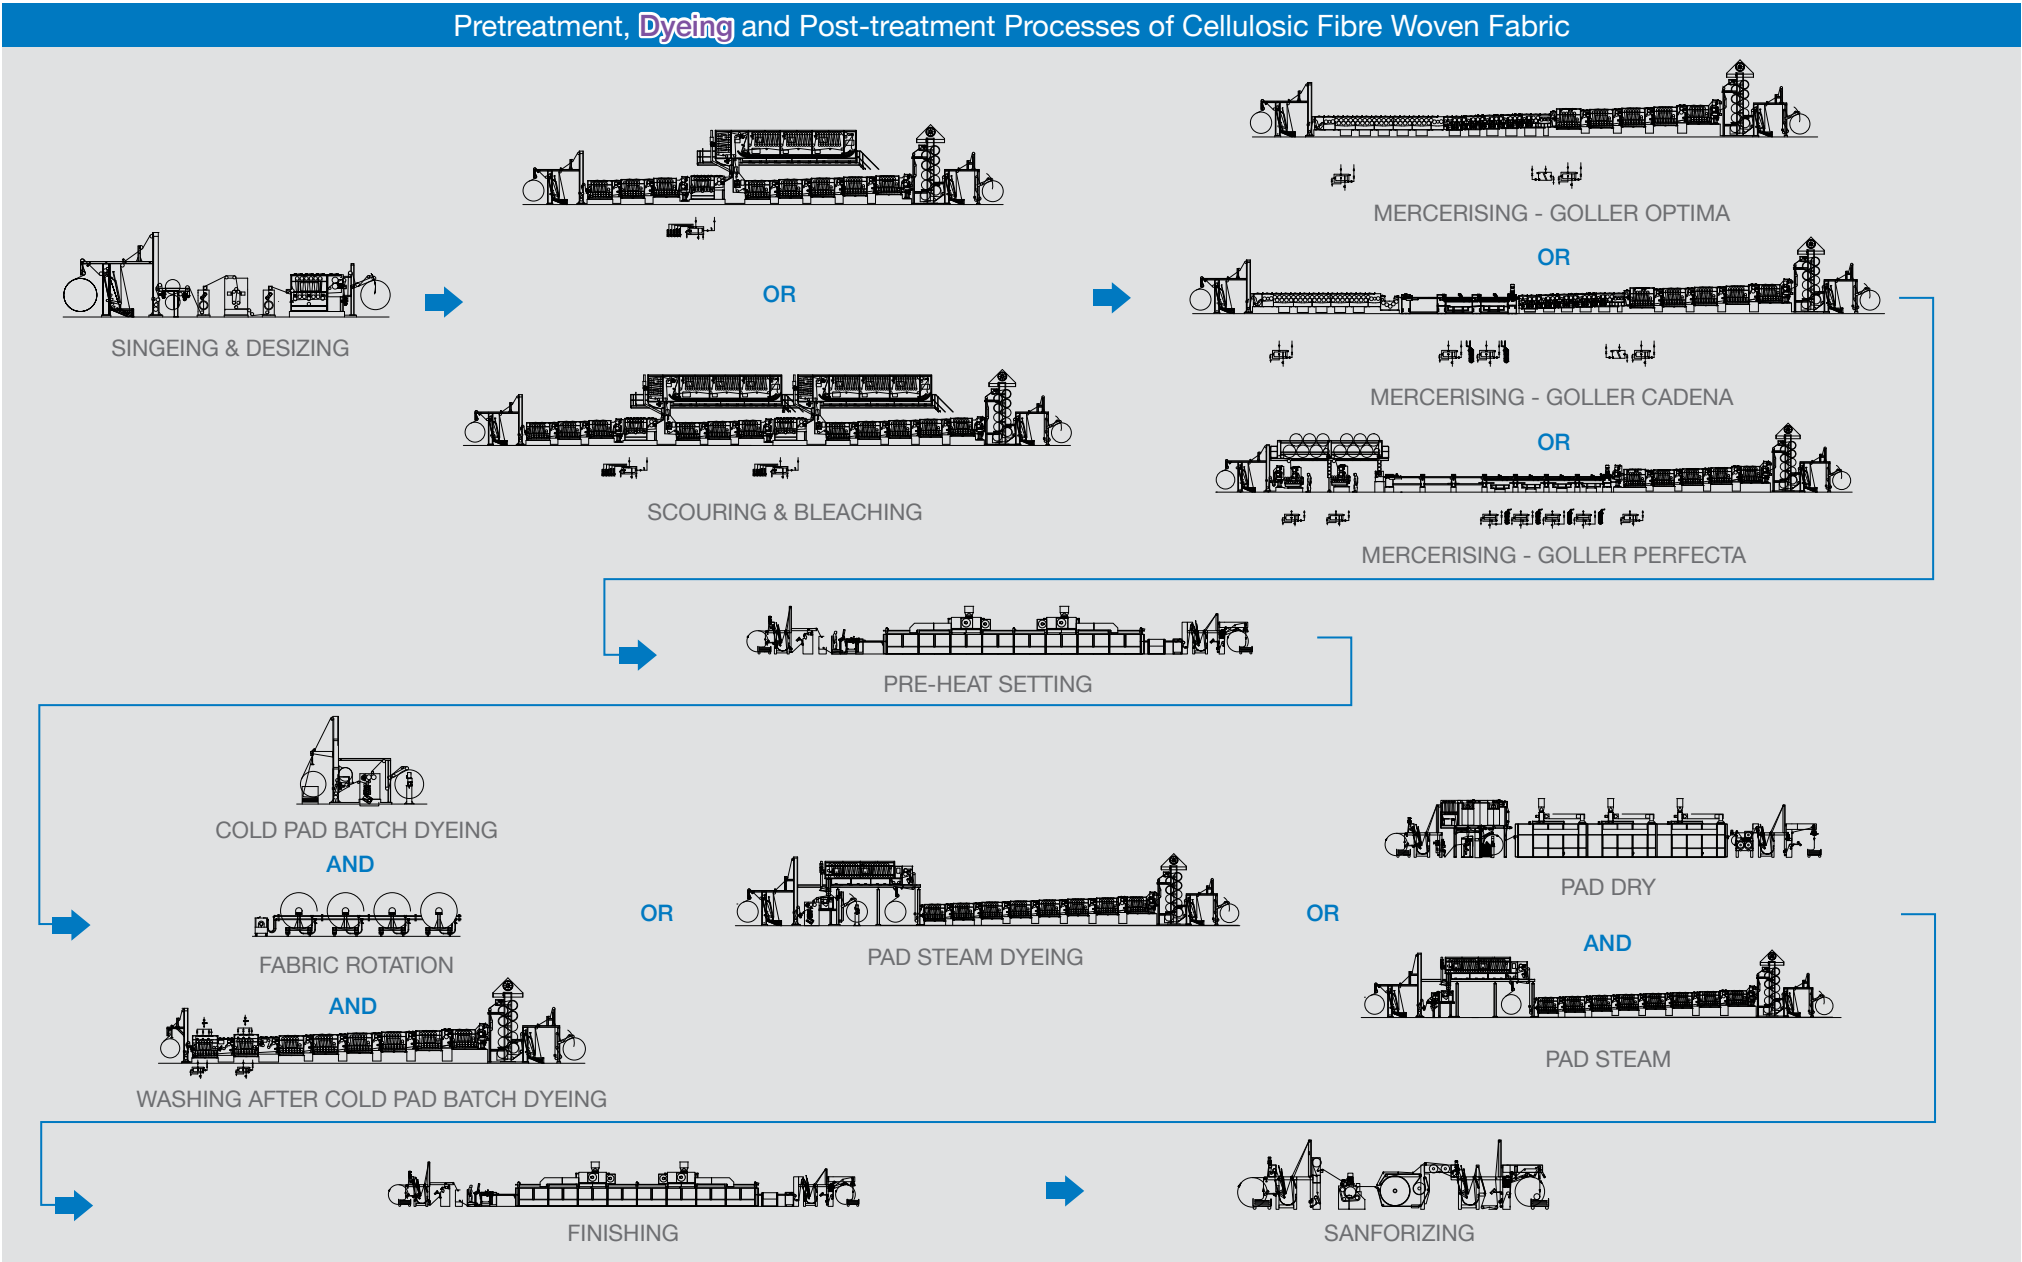 Pretreatment, Dyeing and Post-treatment Processes of Cellulosic Fibre Woven Fabric
SINGEING & DESIZING
OR
SCOURING & BLEACHING
MERCERISING - GOLLER OPTIMA
OR
MERCERISING - GOLLER CADENA
OR
MERCERISING - GOLLER PERFECTA
PRE-HEAT SETTING
COLD PAD BATCH DYEING
AND
FABRIC ROTATION
AND
WASHING AFTER COLD PAD BATCH DYEING
OR
PAD STEAM DYEING
OR
PAD DRY
AND
PAD STEAM
FINISHING
SANFORIZING